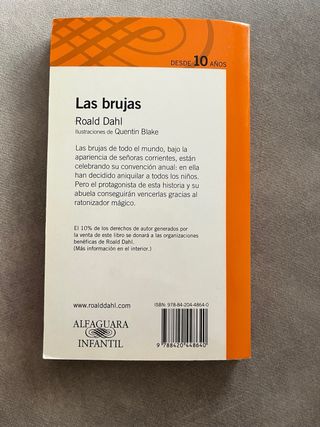 DESDE 10 AÑOS
Las brujas
Roald Dahl
Ilustraciones de Quentin Blake
Las brujas de todo el mundo, bajo la
apariencia de señoras corrientes, están
celebrando su convención anual: en ella
han decidido aniquilar a todos los niños.
Pero el protagonista de esta historia y su
abuela conseguirán vencerlas gracias al
ratonizador mágico.
El 10% de los derechos de autor generados por
la venta de este libro se donará a las organizaciones
benéficas de Roald Dahl.
(Más información en el interior.)
www.roalddahl.com
ALFAGUARA
INFANTIL
ISBN: 978-84-204-4864-0
9 788420 448640